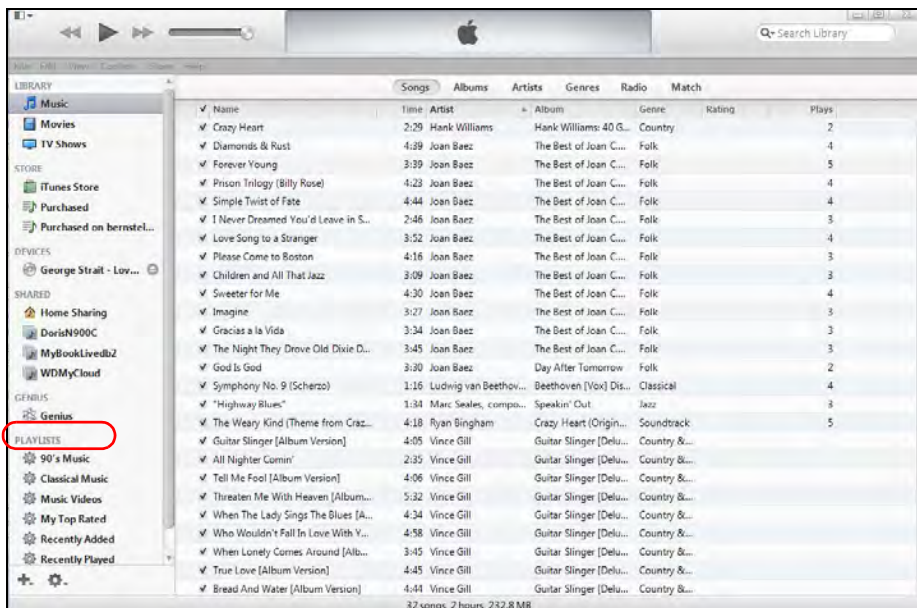 Search Library
LIBRARY
Music
Movies
TV Shows
STORE
iTunes Store
Purchased
Purchased on bernstel...
DEVICES
George Strait - Lov...
SHARED
Home Sharing
DorisN900C
MyBookLivedb2
WDMyCloud
GENIUS
Genius
PLAYLISTS
90's Music
Classical Music
Music Videos
My Top Rated
Recently Added
Recently Played
Songs Albums Artists Genres Radio Match
✓ Name Time Artist Album Genre Rating Plays
✓ Crazy Heart 2:29 Hank Williams Hank Williams: 40 G... Country 2
✓ Diamonds & Rust 4:39 Joan Baez The Best of Joan C... Folk 4
✓ Forever Young 3:39 Joan Baez The Best of Joan C... Folk 5
✓ Prison Trilogy (Billy Rose) 4:23 Joan Baez The Best of Joan C... Folk 4
✓ Simple Twist of Fate 4:44 Joan Baez The Best of Joan C... Folk 4
✓ I Never Dreamed You'd Leave in S... 2:46 Joan Baez The Best of Joan C... Folk 3
✓ Love Song to a Stranger 3:52 Joan Baez The Best of Joan C... Folk 4
✓ Please Come to Boston 4:16 Joan Baez The Best of Joan C... Folk 3
✓ Children and All That Jazz 3:09 Joan Baez The Best of Joan C... Folk 3
✓ Sweeter for Me 4:30 Joan Baez The Best of Joan C... Folk 4
✓ Imagine 3:27 Joan Baez The Best of Joan C... Folk 3
✓ Gracias a la Vida 3:34 Joan Baez The Best of Joan C... Folk 3
✓ The Night They Drove Old Dixie D... 3:45 Joan Baez The Best of Joan C... Folk 3
✓ God Is God 3:30 Joan Baez Day After Tomorrow Folk 2
✓ Symphony No. 9 (Scherzo) 1:16 Ludwig van Beethov... Beethoven [Vox] Dis... Classical 4
✓ "Highway Blues" 1:34 Marc Seales, compo... Speakin' Out Jazz 3
✓ The Weary Kind (Theme from Craz... 4:18 Ryan Bingham Crazy Heart (Origin... Soundtrack 5
✓ Guitar Slinger [Album Version] 4:05 Vince Gill Guitar Slinger [Delu... Country &...
✓ All Nighter Comin' 2:35 Vince Gill Guitar Slinger [Delu... Country &...
✓ Tell Me Fool [Album Version] 4:06 Vince Gill Guitar Slinger [Delu... Country &...
✓ Threaten Me With Heaven [Album... 5:32 Vince Gill Guitar Slinger [Delu... Country &...
✓ When The Lady Sings The Blues [A... 4:34 Vince Gill Guitar Slinger [Delu... Country &...
✓ Who Wouldn't Fall In Love With Y... 4:58 Vince Gill Guitar Slinger [Delu... Country &...
✓ When Lonely Comes Around [Alb... 3:45 Vince Gill Guitar Slinger [Delu... Country &...
✓ True Love [Album Version] 4:45 Vince Gill Guitar Slinger [Delu... Country &...
✓ Bread And Water [Album Version] 4:44 Vince Gill Guitar Slinger [Delu... Country &...
32 songs, 2 hours, 232.8 MB